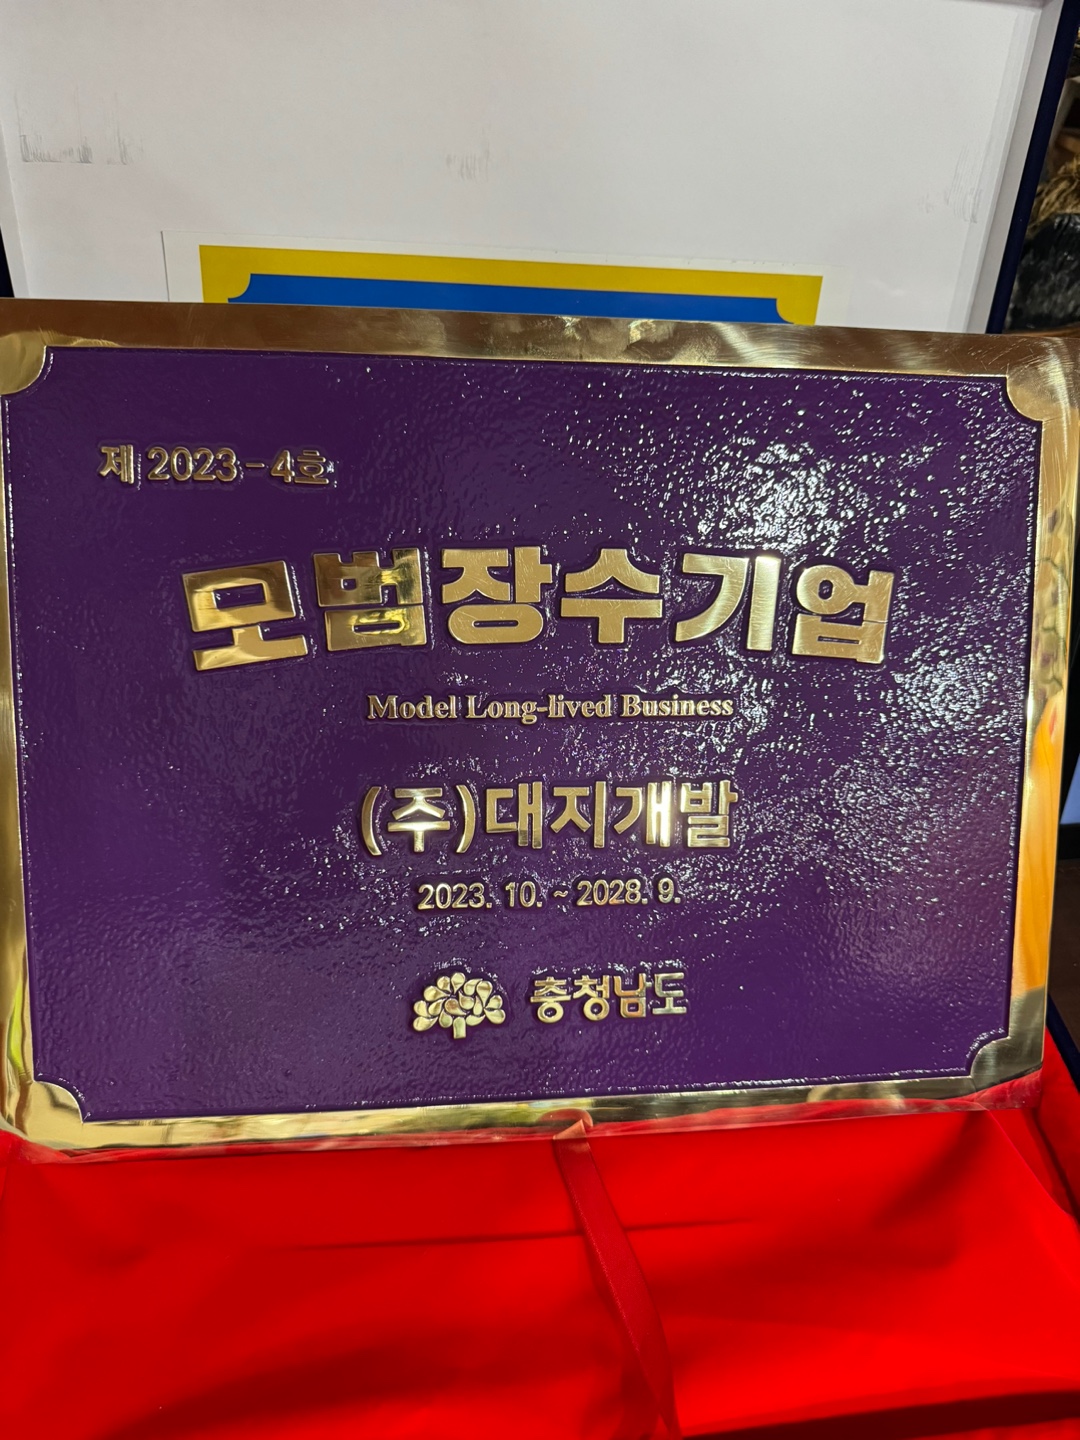 제 2023-4호
모범장수기업
Model Long-lived Business
(주)대지개발
2023. 10. ~ 2028. 9.
충청남도